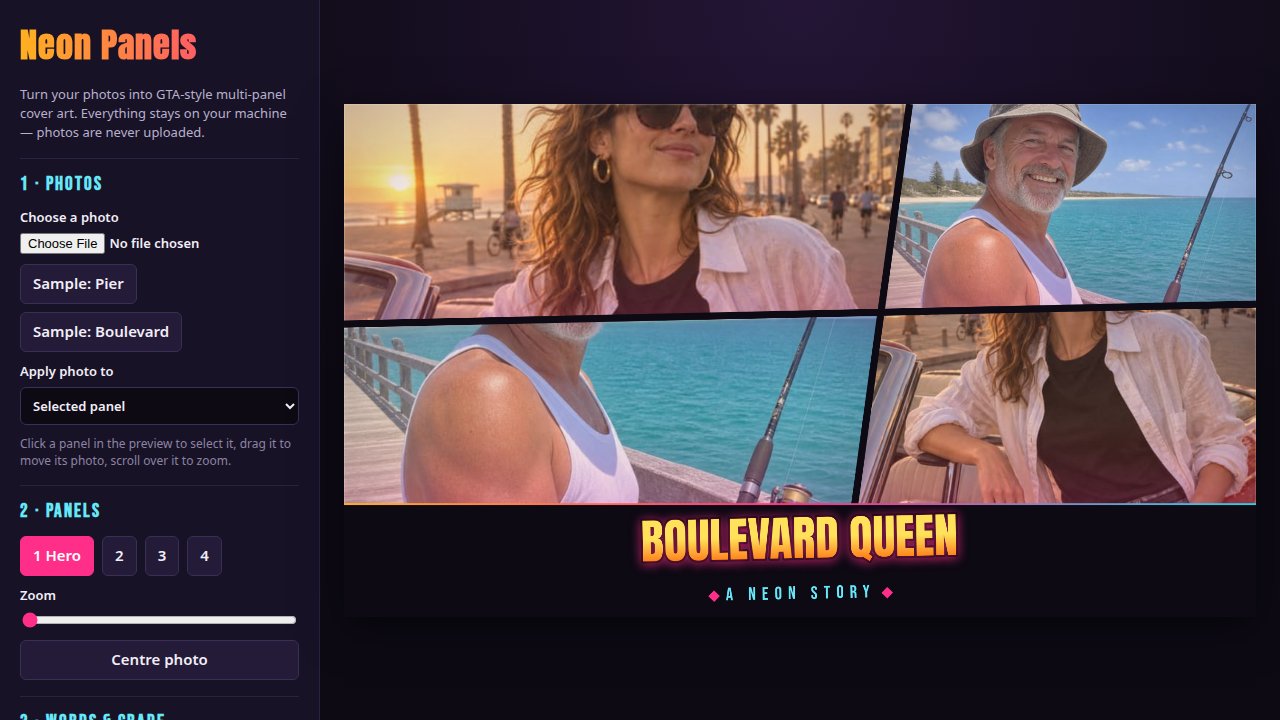 Neon Panels
Turn your photos into GTA-style multi-panel
cover art. Everything stays on your machine
— photos are never uploaded.
1 · PHOTOS
Choose a photo
Choose File No file chosen
Sample: Pier
Sample: Boulevard
Apply photo to
Selected panel
Click a panel in the preview to select it, drag it to
move its photo, scroll over it to zoom.
2 · PANELS
1 Hero 2 3 4
Zoom
Centre photo
3 · WORDS & GRADE
BOULEVARD QUEEN
◆ A NEON STORY ◆